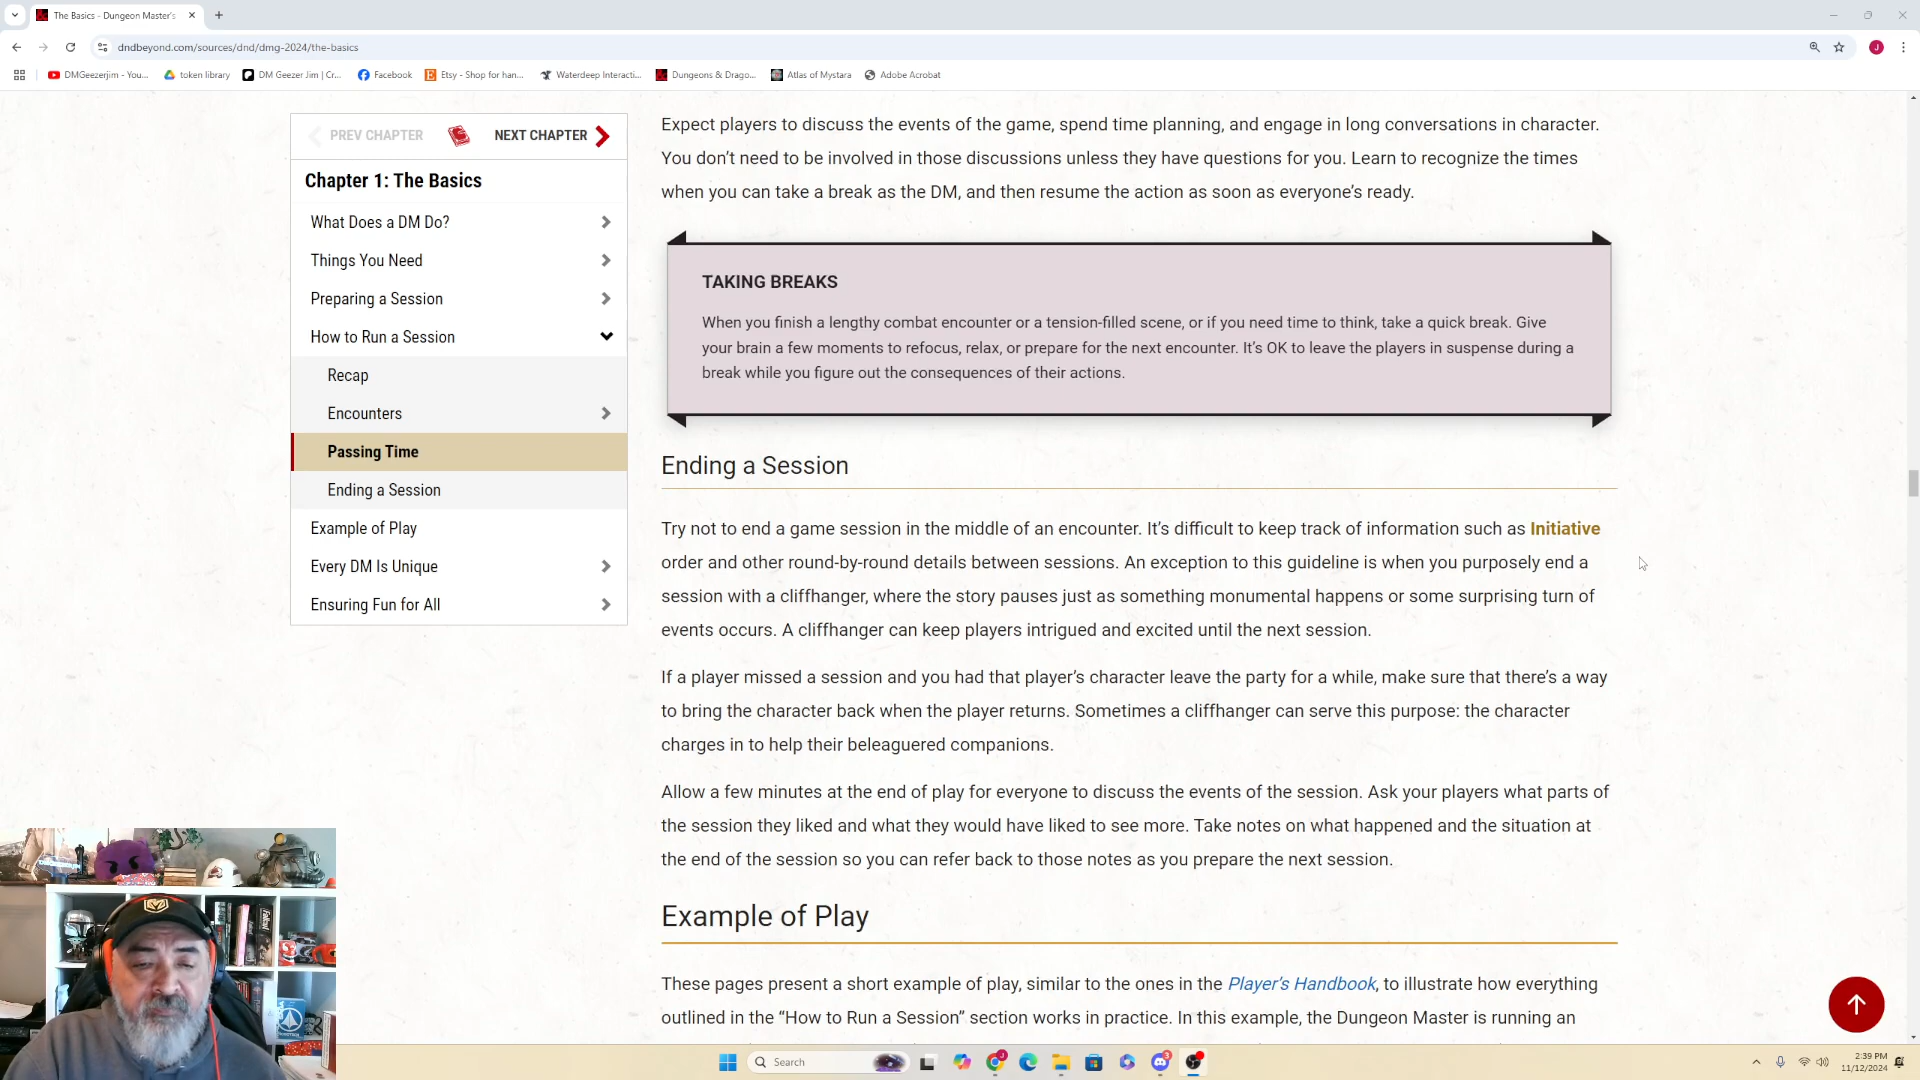 The Basics - Dungeon Master's
dndbeyond.com/sources/dnd/dmg-2024/the-basics
J
DMGeezerjim - You...
token library
DM Geezer Jim | Cr...
Facebook
Etsy - Shop for han...
Waterdeep Interacti...
Dungeons & Drago...
Atlas of Mystara
Adobe Acrobat
PREV CHAPTER
NEXT CHAPTER
Chapter 1: The Basics
What Does a DM Do?
Things You Need
Preparing a Session
How to Run a Session
Recap
Encounters
Passing Time
Ending a Session
Example of Play
Every DM Is Unique
Ensuring Fun for All
Expect players to discuss the events of the game, spend time planning, and engage in long conversations in character.
You don’t need to be involved in those discussions unless they have questions for you. Learn to recognize the times
when you can take a break as the DM, and then resume the action as soon as everyone’s ready.
TAKING BREAKS
When you finish a lengthy combat encounter or a tension-filled scene, or if you need time to think, take a quick break. Give
your brain a few moments to refocus, relax, or prepare for the next encounter. It’s OK to leave the players in suspense during a
break while you figure out the consequences of their actions.
Ending a Session
Try not to end a game session in the middle of an encounter. It’s difficult to keep track of information such as Initiative
order and other round-by-round details between sessions. An exception to this guideline is when you purposely end a
session with a cliffhanger, where the story pauses just as something monumental happens or some surprising turn of
events occurs. A cliffhanger can keep players intrigued and excited until the next session.
If a player missed a session and you had that player’s character leave the party for a while, make sure that there’s a way
to bring the character back when the player returns. Sometimes a cliffhanger can serve this purpose: the character
charges in to help their beleaguered companions.
Allow a few minutes at the end of play for everyone to discuss the events of the session. Ask your players what parts of
the session they liked and what they would have liked to see more. Take notes on what happened and the situation at
the end of the session so you can refer back to those notes as you prepare the next session.
Example of Play
These pages present a short example of play, similar to the ones in the Player’s Handbook, to illustrate how everything
outlined in the “How to Run a Session” section works in practice. In this example, the Dungeon Master is running an
Search
2:39 PM
11/12/2024